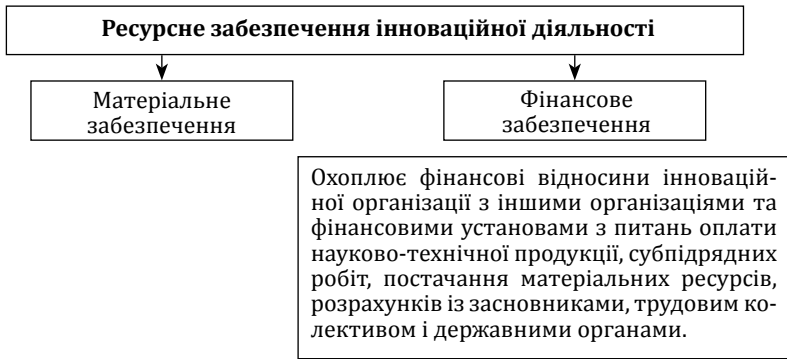 Ресурсне забезпечення інноваційної діяльності
Матеріальне
забезпечення
Фінансове
забезпечення
Охоплює фінансові відносини інновацій-
ної організації з іншими організаціями та
фінансовими установами з питань оплати
науково-технічної продукції, субпідрядних
робіт, постачання матеріальних ресурсів,
розрахунків із засновниками, трудовим ко-
лективом і державними органами.